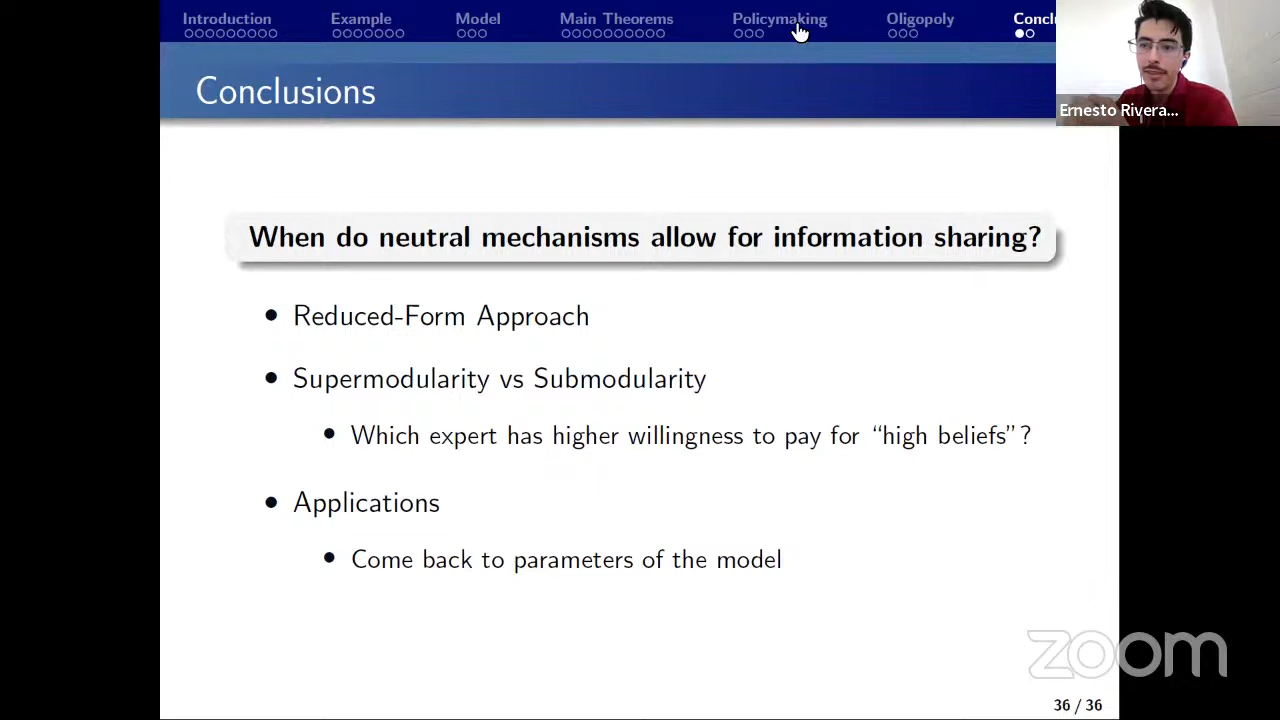 Introduction Example Model Main Theorems Policymaking Oligopoly Concl
Ernesto Rivera...
Conclusions
When do neutral mechanisms allow for information sharing?
• Reduced-Form Approach
• Supermodularity vs Submodularity
• Which expert has higher willingness to pay for “high beliefs”?
• Applications
• Come back to parameters of the model
zoom
36 / 36